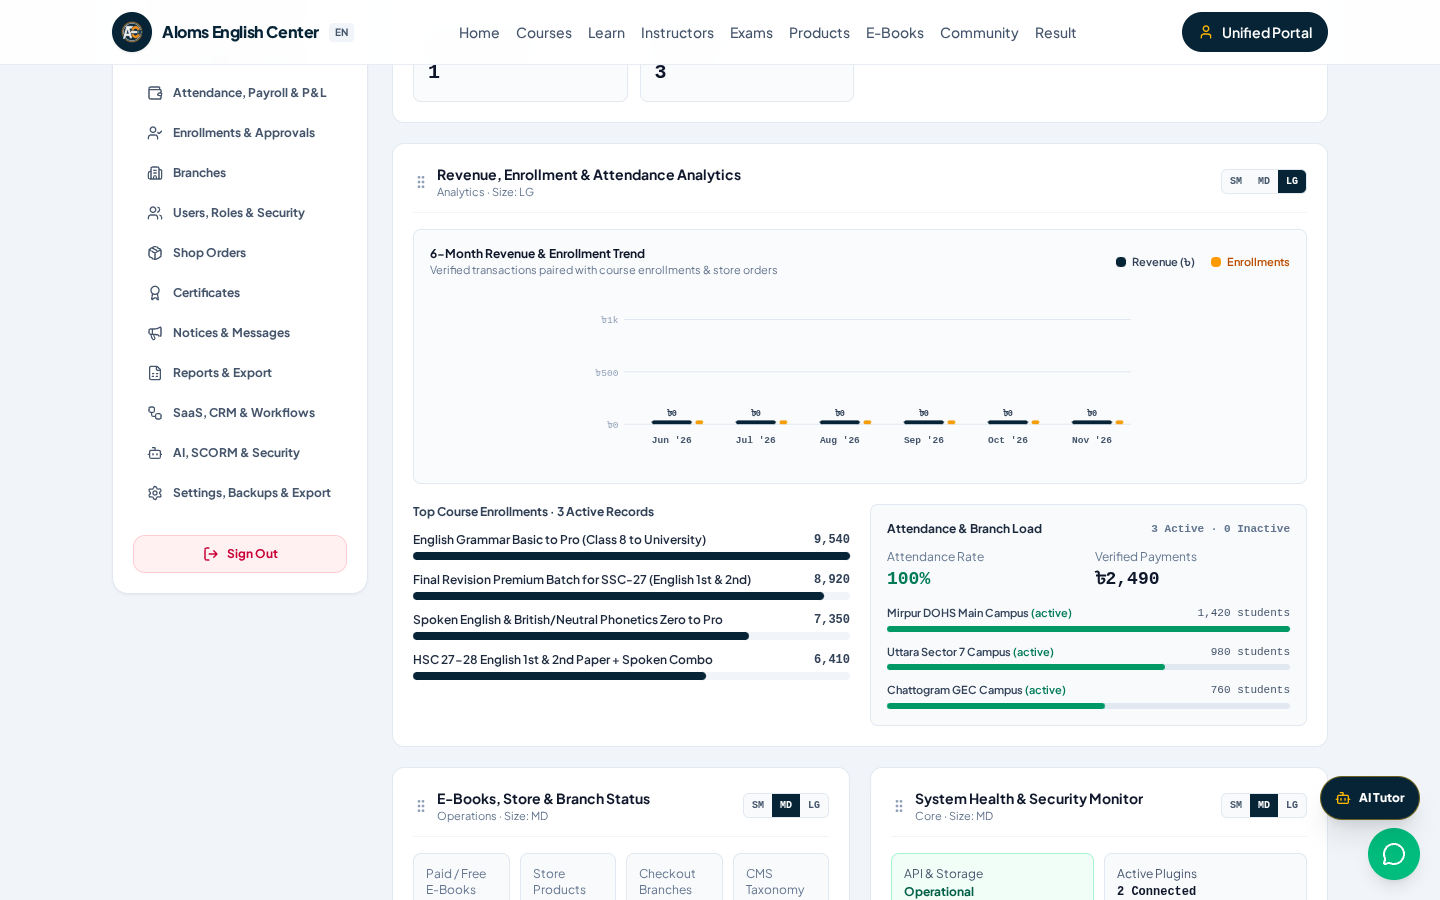 Aloms English Center EN
Home Courses Learn Instructors Exams Products E-Books Community Result
Unified Portal
Attendance, Payroll & P&L
Enrollments & Approvals
Branches
Users, Roles & Security
Shop Orders
Certificates
Notices & Messages
Reports & Export
SaaS, CRM & Workflows
AI, SCORM & Security
Settings, Backups & Export
Sign Out
1
3
Revenue, Enrollment & Attendance Analytics
Analytics · Size: LG
SM MD LG
6-Month Revenue & Enrollment Trend
Verified transactions paired with course enrollments & store orders
Revenue (৳) Enrollments
৳1k
৳500
৳0
৳0 ৳0 ৳0 ৳0 ৳0 ৳0
Jun '26 Jul '26 Aug '26 Sep '26 Oct '26 Nov '26
Top Course Enrollments · 3 Active Records
English Grammar Basic to Pro (Class 8 to University) 9,540
Final Revision Premium Batch for SSC-27 (English 1st & 2nd) 8,920
Spoken English & British/Neutral Phonetics Zero to Pro 7,350
HSC 27-28 English 1st & 2nd Paper + Spoken Combo 6,410
Attendance & Branch Load 3 Active · 0 Inactive
Attendance Rate Verified Payments
100% ৳2,490
Mirpur DOHS Main Campus (active) 1,420 students
Uttara Sector 7 Campus (active) 980 students
Chattogram GEC Campus (active) 760 students
E-Books, Store & Branch Status
Operations · Size: MD
SM MD LG
Paid / Free
E-Books
Store
Products
Checkout
Branches
CMS
Taxonomy
System Health & Security Monitor
Core · Size: MD
SM MD LG
API & Storage
Operational
Active Plugins
2 Connected
AI Tutor